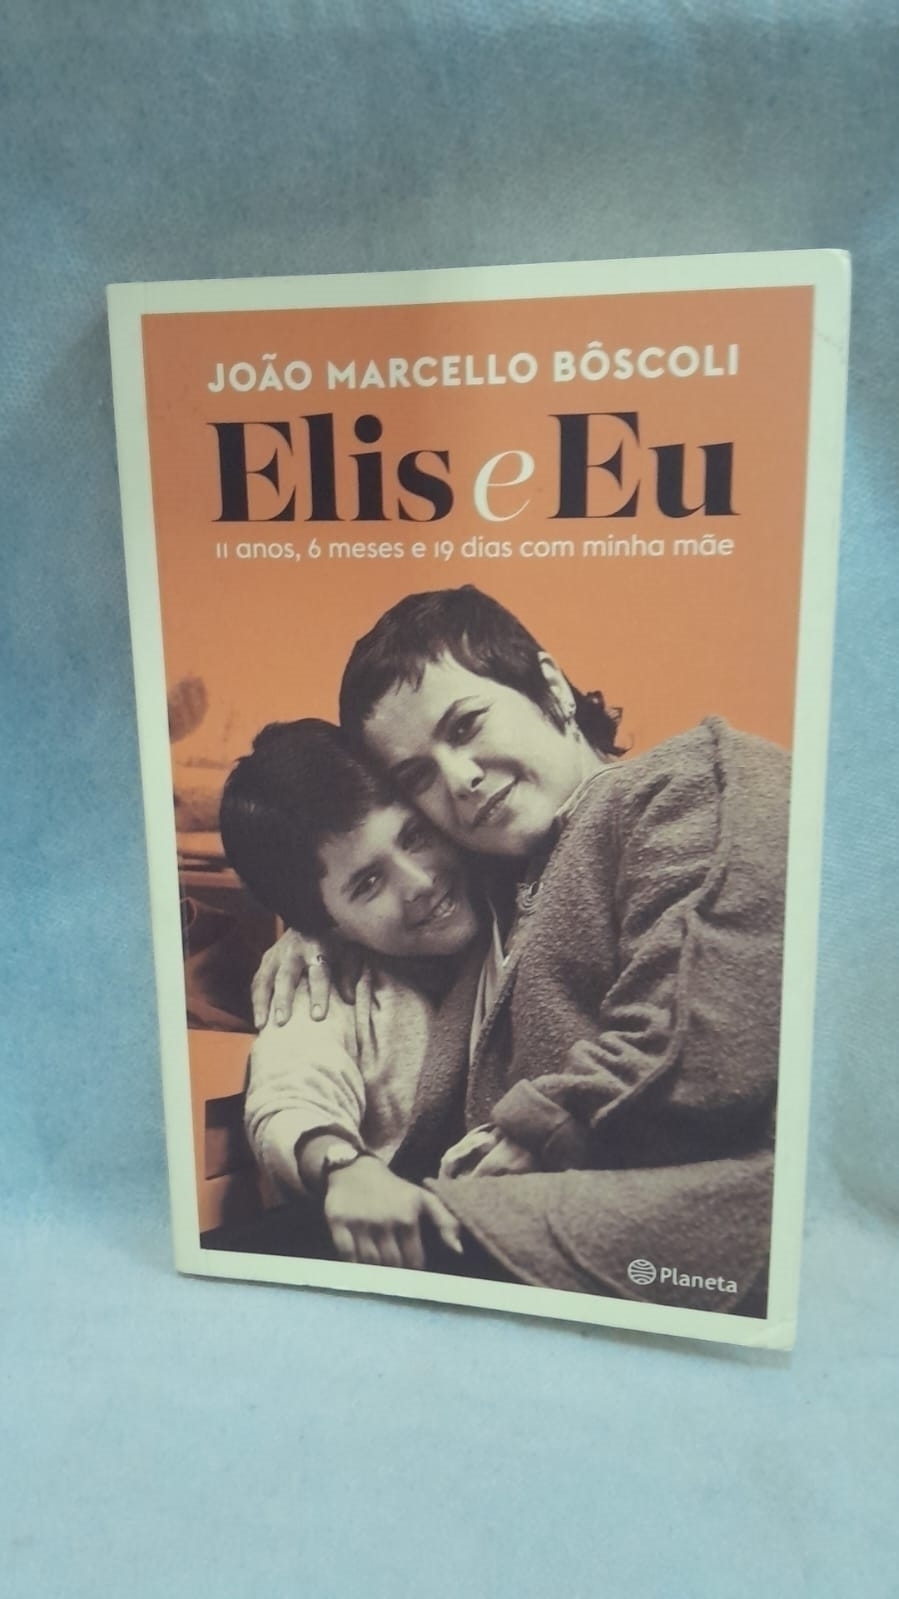 JOÃO MARCELLO BÔSCOLI
Elis e Eu
11 anos, 6 meses e 19 dias com minha mãe
Planeta